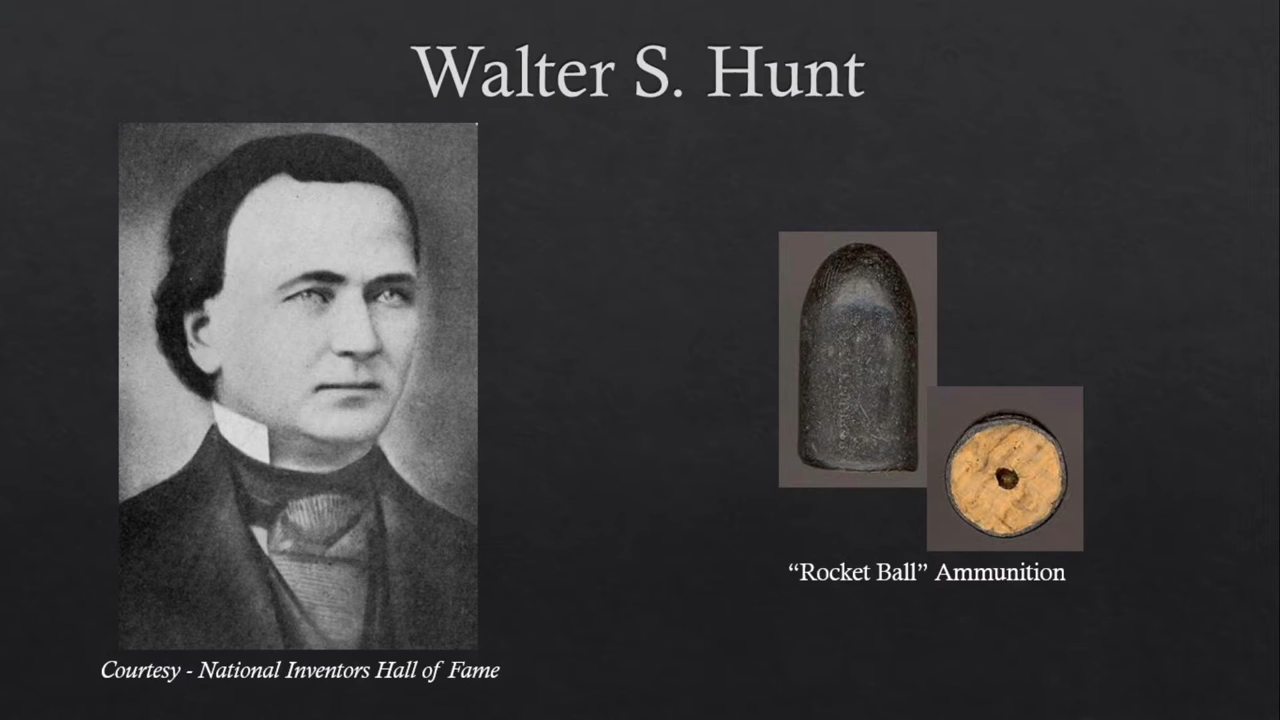 Walter S. Hunt
“Rocket Ball” Ammunition
Courtesy - National Inventors Hall of Fame